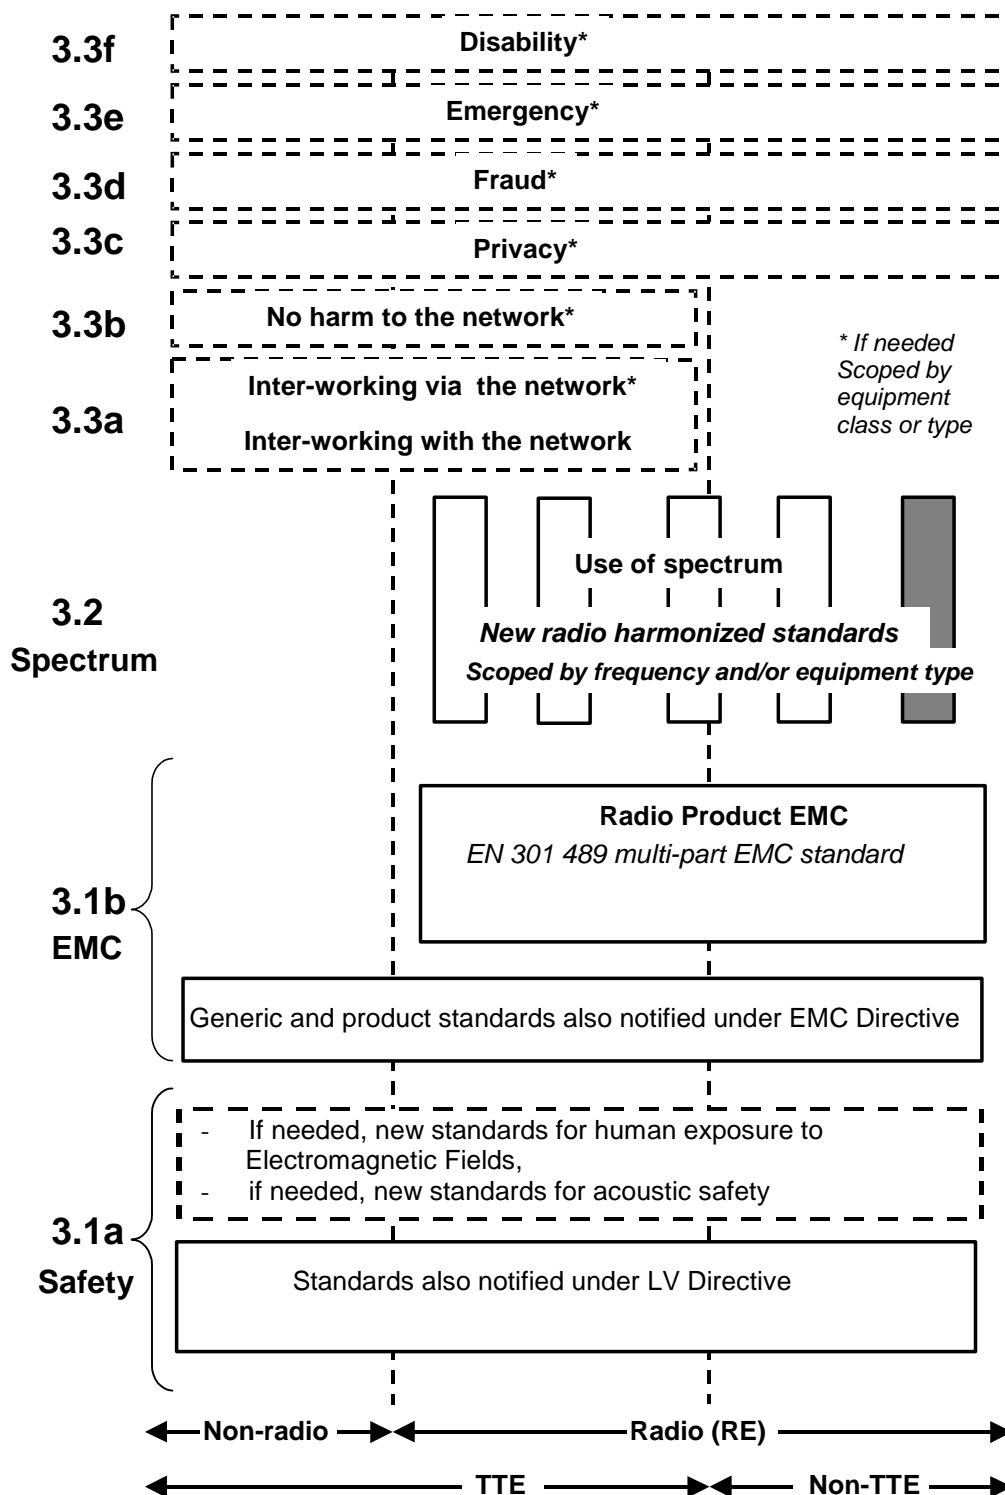 3.3f
Disability*
3.3e
Emergency*
3.3d
Fraud*
3.3c
Privacy*
3.3b
No harm to the network*
3.3a
Inter-working via the network*
Inter-working with the network
* If needed
Scoped by
equipment
class or type
3.2
Spectrum
Use of spectrum
New radio harmonized standards
Scoped by frequency and/or equipment type
3.1b
EMC
Radio Product EMC
EN 301 489 multi-part EMC standard
Generic and product standards also notified under EMC Directive
3.1a
Safety
- If needed, new standards for human exposure to
Electromagnetic Fields,
- if needed, new standards for acoustic safety
Standards also notified under LV Directive
Non-radio
Radio (RE)
TTE
Non-TTE